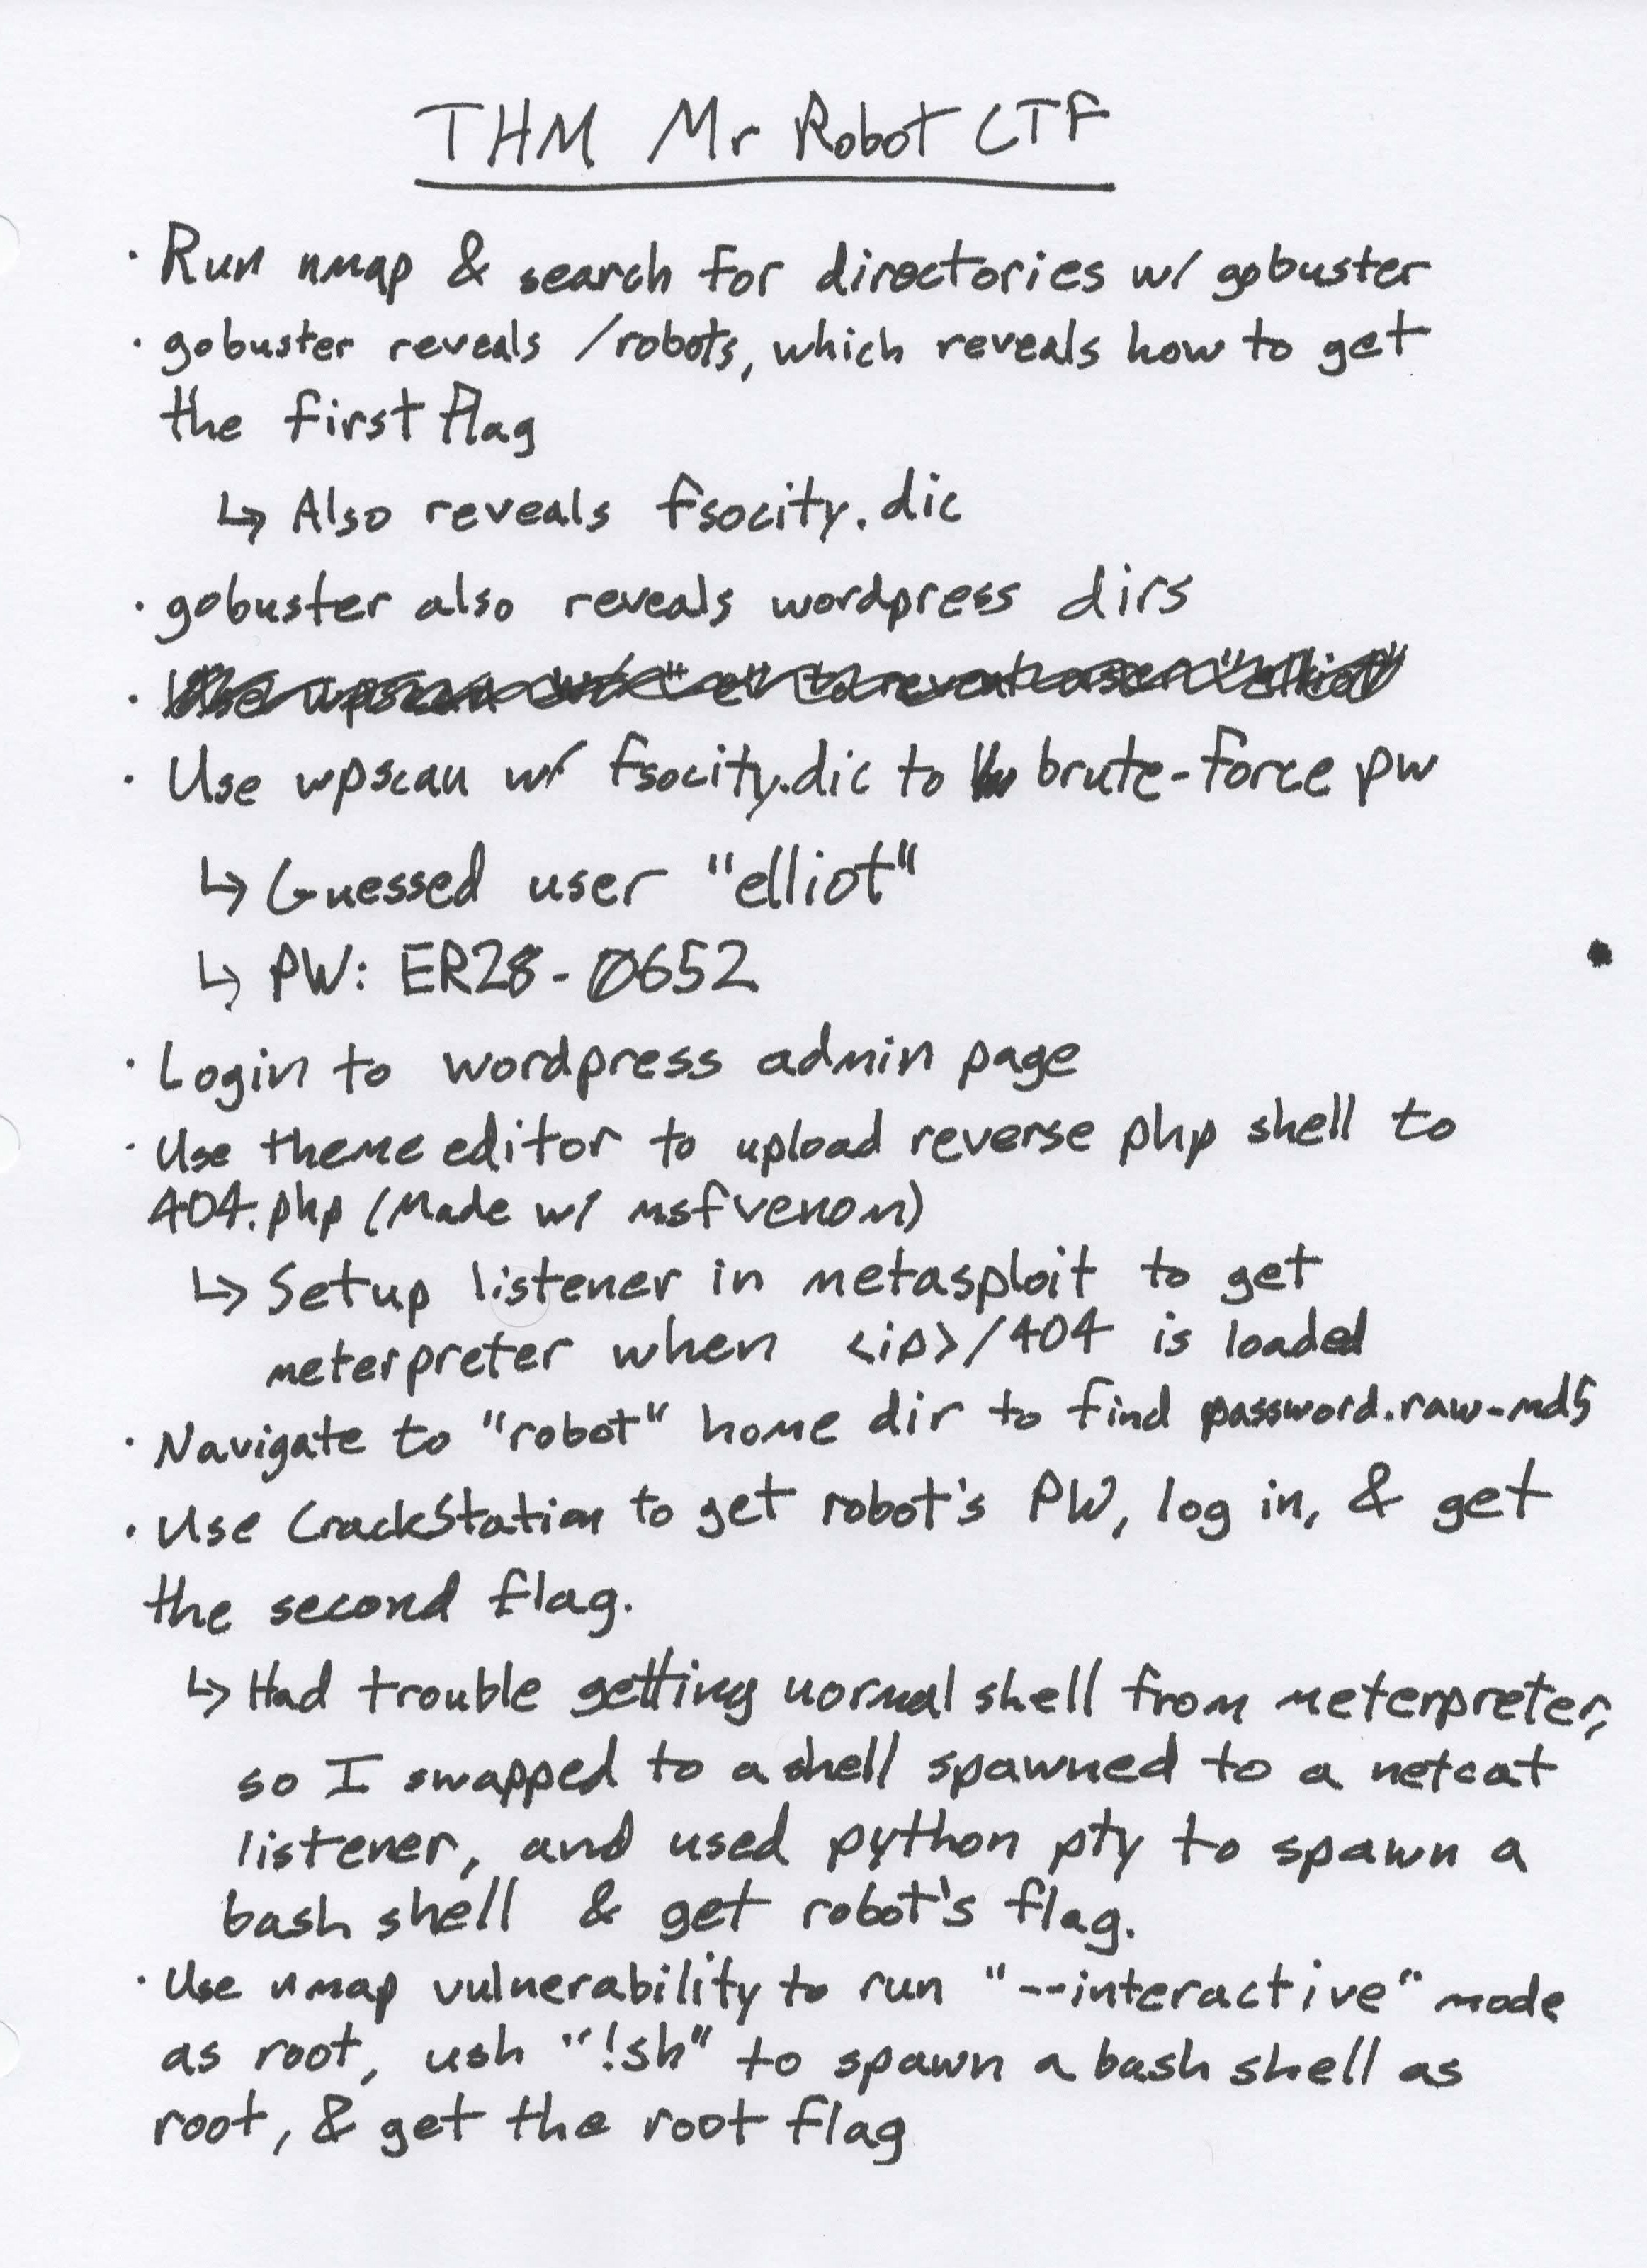 THM Mr Robot CTF
· Run nmap & search for directories w/ gobuster
· gobuster reveals /robots, which reveals how to get
the first flag
↳ Also reveals fsocity.dic
· gobuster also reveals wordpress dirs
· Use wpscan to reveal user "elliot"
· Use wpscan w/ fsocity.dic to brute-force pw
↳ Guessed user "elliot"
↳ PW: ER28-0652
· Login to wordpress admin page
· Use theme editor to upload reverse php shell to
404.php (Made w/ msfvenom)
↳ Setup listener in metasploit to get
meterpreter when <ip>/404 is loaded
· Navigate to "robot" home dir to find password.raw-md5
· Use CrackStation to get robot's PW, log in, & get
the second flag.
↳ Had trouble getting normal shell from meterpreter,
so I swapped to a shell spawned to a netcat
listener, and used python pty to spawn a
bash shell & get robot's flag.
· Use nmap vulnerability to run "--interactive" mode
as root, ush "!sh" to spawn a bash shell as
root, & get the root flag